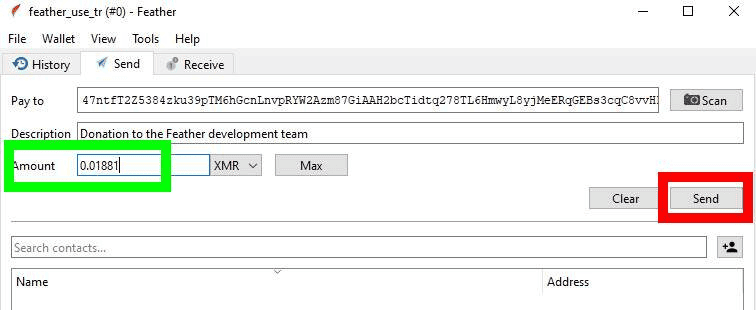 feather_use_tr (#0) - Feather
File Wallet View Tools Help
History Send Receive
Pay to 47ntfT2Z5384zku39pTM6hGcnLnvpRYW2Azm87GiAAH2bcTidtq278TL6HmwyL8yjMeERqGEBs3cqC8vvH Scan
Description Donation to the Feather development team
Amount 0.01881 XMR Max
Clear Send
Search contacts...
Name Address